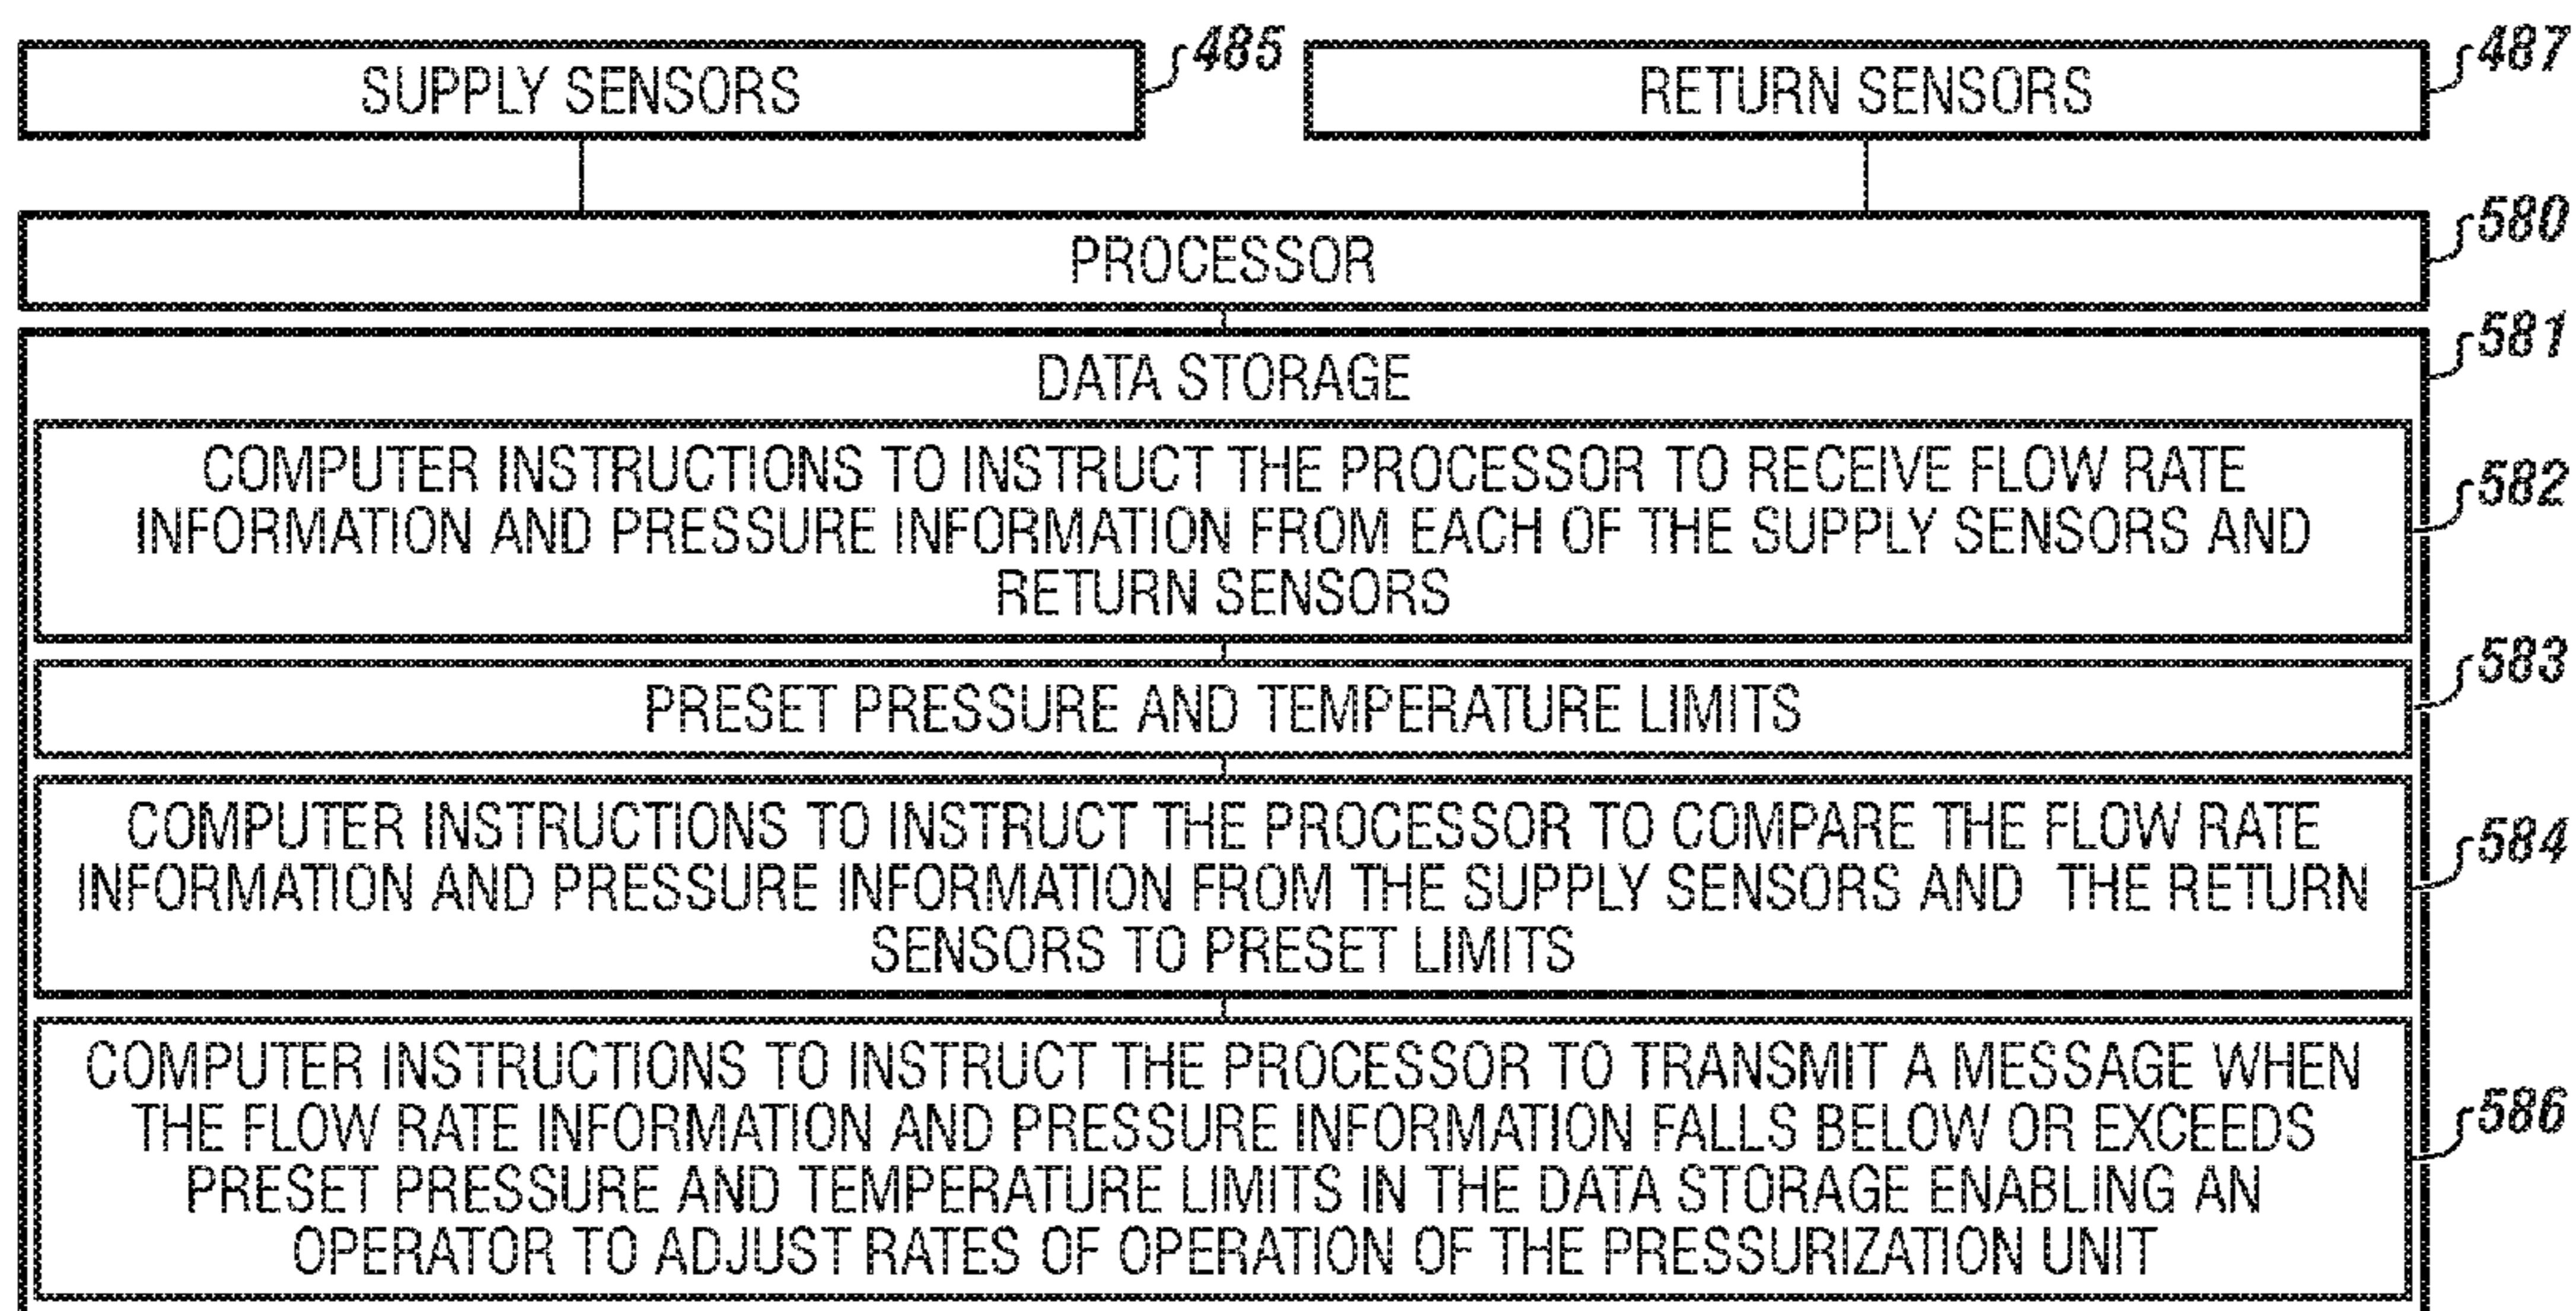 SUPPLY SENSORS
485
RETURN SENSORS
487
PROCESSOR
580
DATA STORAGE
581
COMPUTER INSTRUCTIONS TO INSTRUCT THE PROCESSOR TO RECEIVE FLOW RATE
INFORMATION AND PRESSURE INFORMATION FROM EACH OF THE SUPPLY SENSORS AND
RETURN SENSORS
582
PRESET PRESSURE AND TEMPERATURE LIMITS
583
COMPUTER INSTRUCTIONS TO INSTRUCT THE PROCESSOR TO COMPARE THE FLOW RATE
INFORMATION AND PRESSURE INFORMATION FROM THE SUPPLY SENSORS AND THE RETURN
SENSORS TO PRESET LIMITS
584
COMPUTER INSTRUCTIONS TO INSTRUCT THE PROCESSOR TO TRANSMIT A MESSAGE WHEN
THE FLOW RATE INFORMATION AND PRESSURE INFORMATION FALLS BELOW OR EXCEEDS
PRESET PRESSURE AND TEMPERATURE LIMITS IN THE DATA STORAGE ENABLING AN
OPERATOR TO ADJUST RATES OF OPERATION OF THE PRESSURIZATION UNIT
586